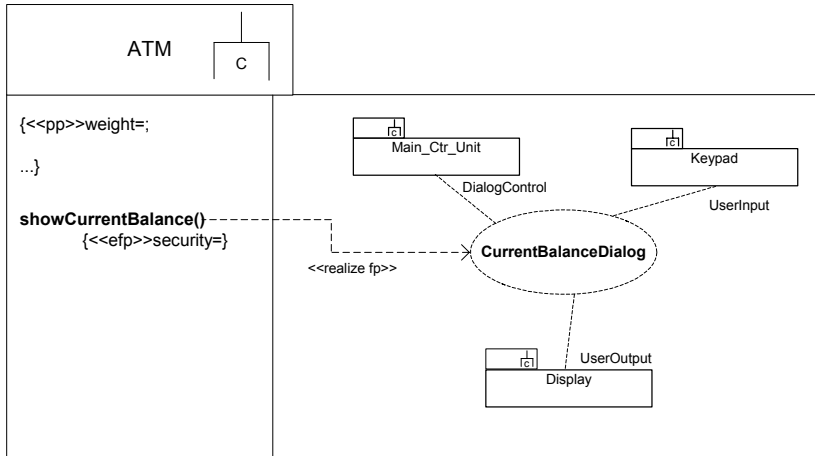 ATM
C
{<<pp>>weight=;
...}
showCurrentBalance()
{<<efp>>security=}
<<realize fp>>
C
Main_Ctr_Unit
DialogControl
C
Keypad
UserInput
CurrentBalanceDialog
UserOutput
C
Display